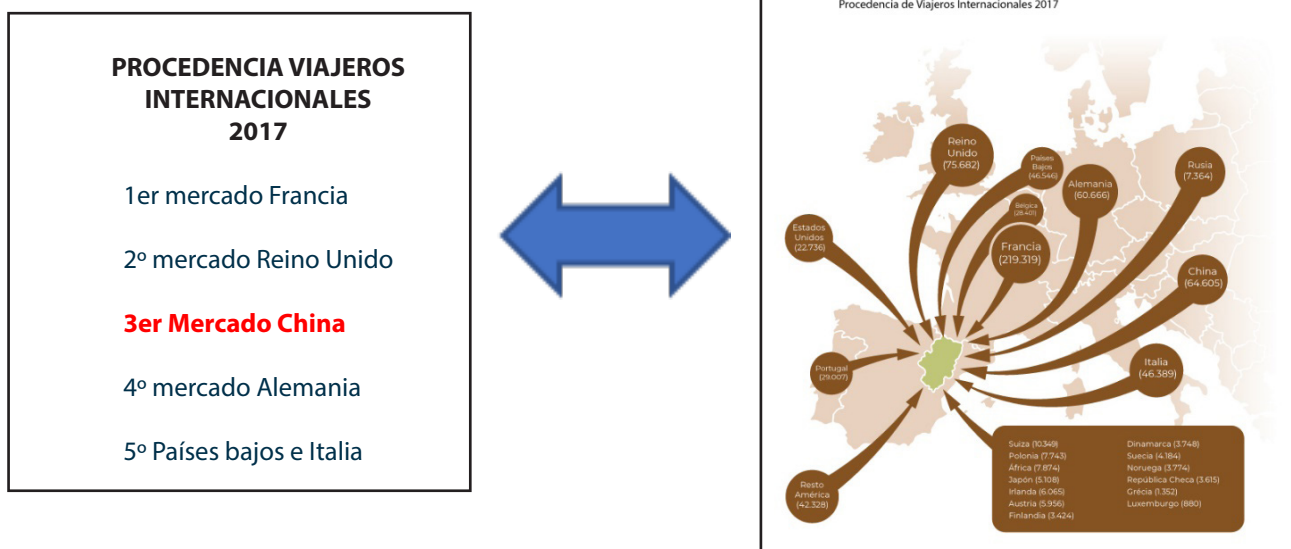 PROCEDENCIA VIAJEROS
INTERNACIONALES
2017
1er mercado Francia
2º mercado Reino Unido
3er Mercado China
4º mercado Alemania
5º Países bajos e Italia
Procedencia de Viajeros Internacionales 2017
Reino
Unido
(75.682)
Países
Bajos
(46.546)
Alemania
(60.666)
Rusia
(7.364)
Bélgica
(28.401)
Estados
Unidos
(22.736)
Francia
(219.319)
China
(64.605)
Portugal
(29.007)
Italia
(46.389)
Resto
América
(42.328)
Suiza (10.349)
Polonia (7.743)
África (7.874)
Japón (5.108)
Irlanda (6.065)
Austria (5.956)
Finlandia (3.424)
Dinamarca (3.748)
Suecia (4.184)
Noruega (3.774)
República Checa (3.615)
Grécia (1.352)
Luxemburgo (880)